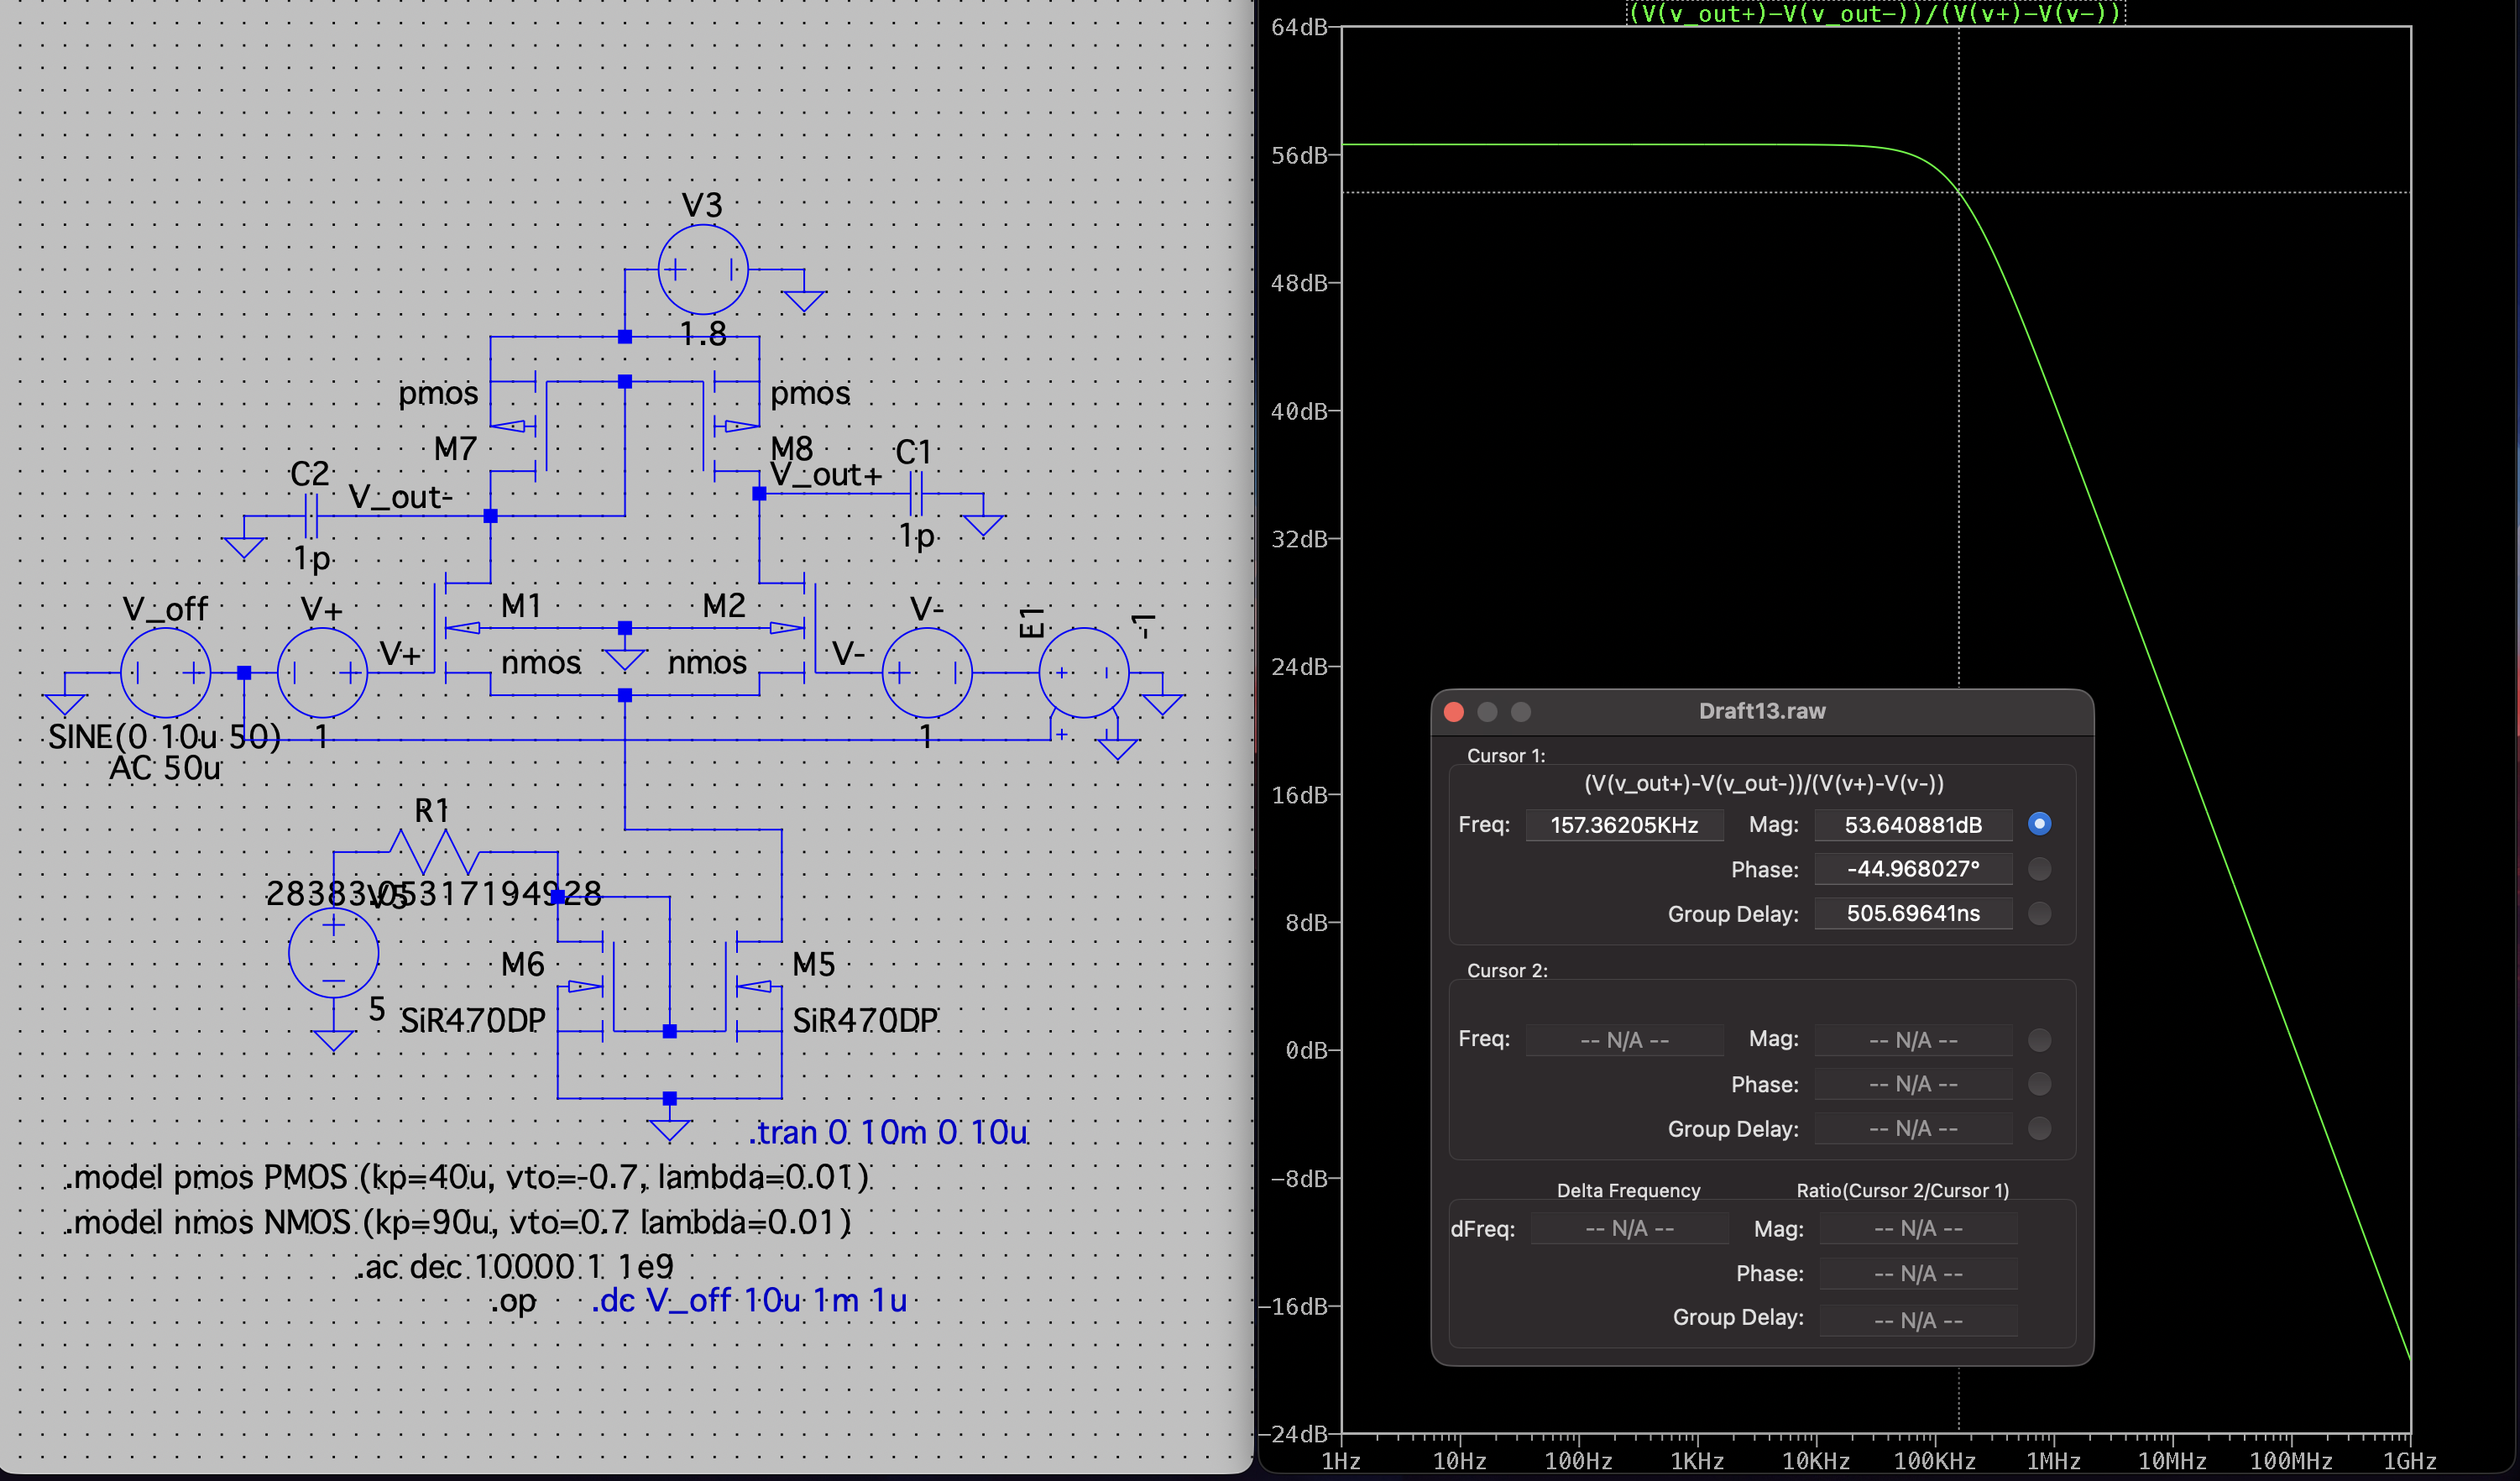 V3
1.8
pmos
pmos
M7
M8
C2
V_out-
V_out+
C1
1p
1p
V_off
V+
V+
M1
M2
nmos
nmos
V-
V-
E1
-1
SINE(0 10u 50)
AC 50u
1
1
R1
28383.05317194928
V5
5
M6
M5
SiR470DP
SiR470DP
.tran 0 10m 0 10u
.model pmos PMOS (kp=40u, vto=-0.7, lambda=0.01)
.model nmos NMOS (kp=90u, vto=0.7 lambda=0.01)
.ac dec 10000 1 1e9
.op
.dc V_off 10u 1m 1u
(V(v_out+)-V(v_out-))/(V(v+)-V(v-))
64dB
56dB
48dB
40dB
32dB
24dB
16dB
8dB
0dB
-8dB
-16dB
-24dB
1Hz 10Hz 100Hz 1KHz 10KHz 100KHz 1MHz 10MHz 100MHz 1GHz
Draft13.raw
Cursor 1:
(V(v_out+)-V(v_out-))/(V(v+)-V(v-))
Freq: 157.36205KHz Mag: 53.640881dB
Phase: -44.968027°
Group Delay: 505.69641ns
Cursor 2:
Freq: -- N/A -- Mag: -- N/A --
Phase: -- N/A --
Group Delay: -- N/A --
Delta Frequency Ratio(Cursor 2/Cursor 1)
dFreq: -- N/A -- Mag: -- N/A --
Phase: -- N/A --
Group Delay: -- N/A --